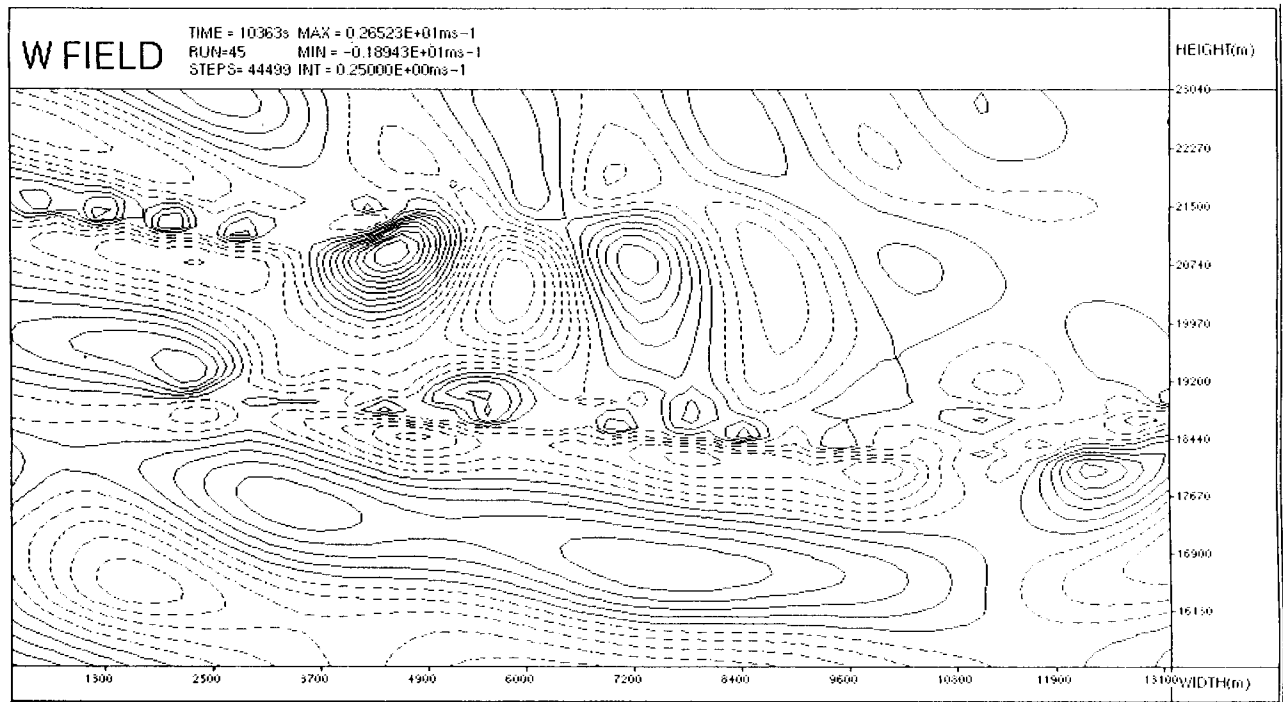 W FIELD
TIME = 10363s MAX = 0.26523E+01ms-1
RUN=45 MIN = -0.18943E+01ms-1
STEPS= 44499 INT = 0.25000E+00ms-1
HEIGHT(m)
23040
22270
21500
20740
19970
19200
18440
17670
16900
16130
1300 2500 3700 4900 6000 7200 8400 9600 10800 11900 13100
WIDTH(m)